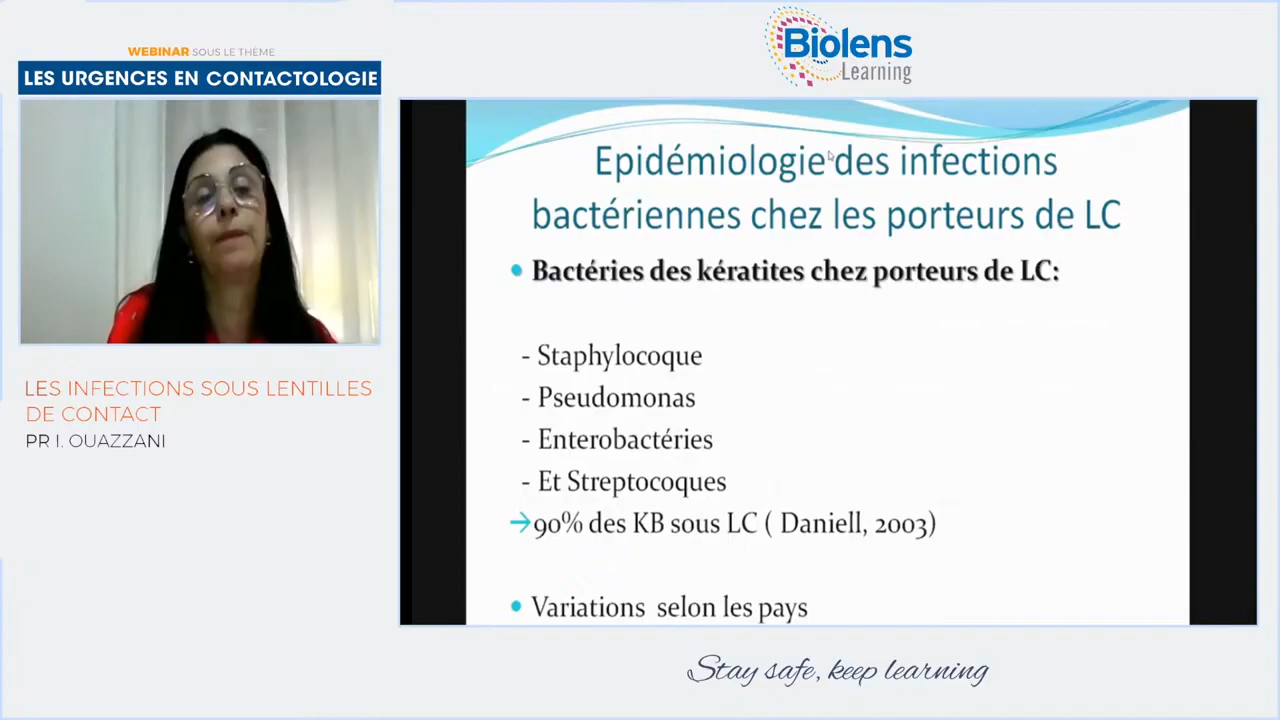 WEBINAR SOUS LE THÈME
LES URGENCES EN CONTACTOLOGIE
LES INFECTIONS SOUS LENTILLES
DE CONTACT
PR I. OUAZZANI
Biolens
Learning
Epidémiologie des infections
bactériennes chez les porteurs de LC
• Bactéries des kératites chez porteurs de LC:
- Staphylocoque
- Pseudomonas
- Enterobactéries
- Et Streptocoques
→90% des KB sous LC ( Daniell, 2003)
• Variations selon les pays
Stay safe, keep learning